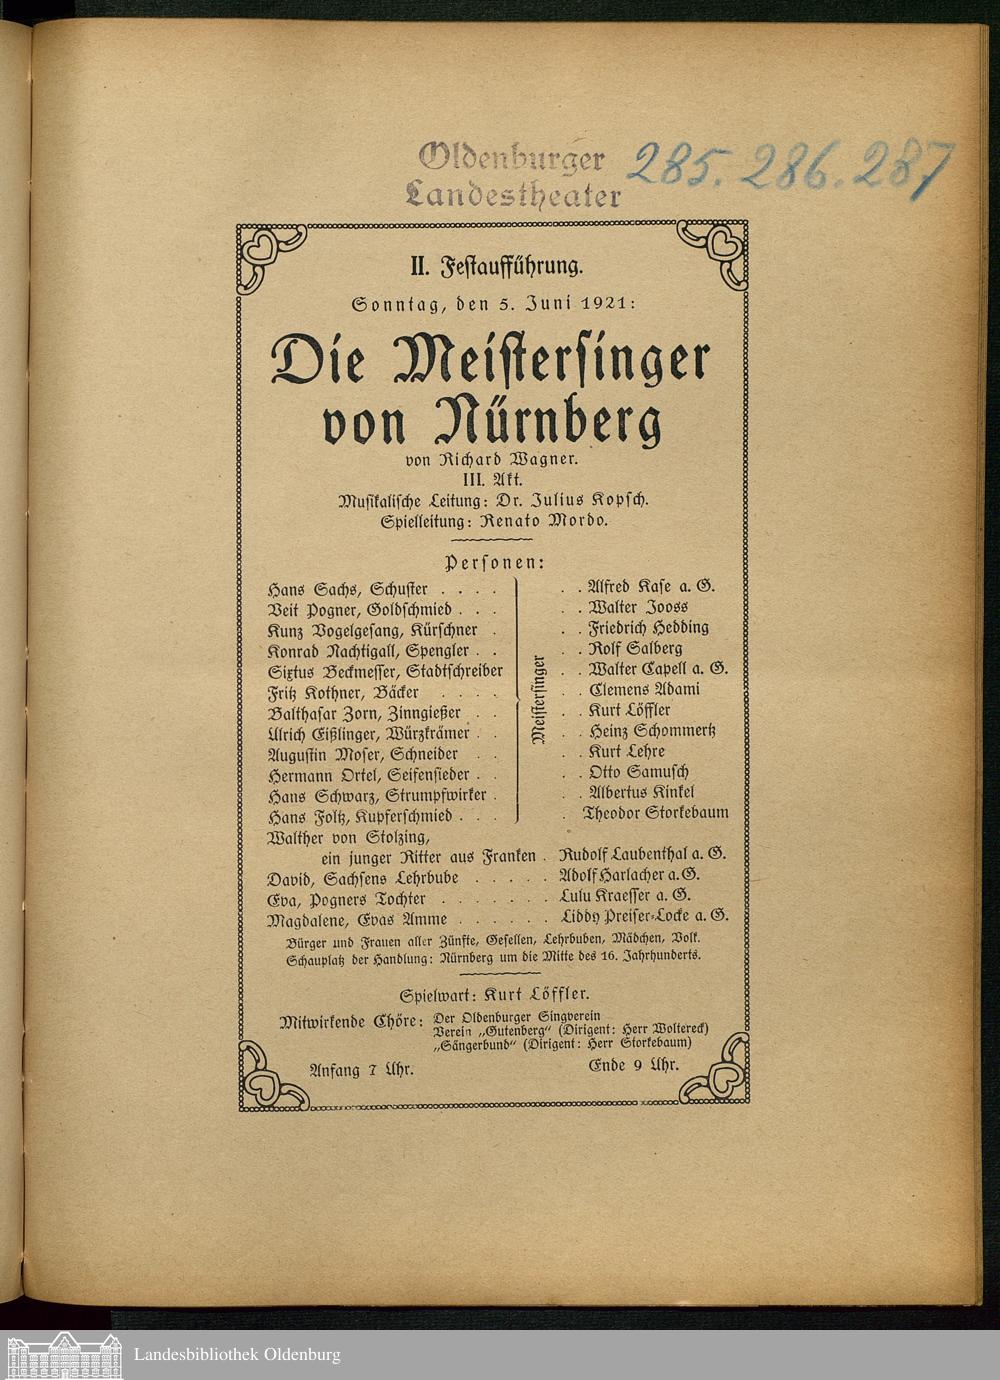 Oldenburger
Landestheater
285. 286. 287
II. Festaufführung.
Sonntag, den 5. Juni 1921:
Die Meistersinger
von Nürnberg
von Richard Wagner.
III. Akt.
Musikalische Leitung: Dr. Julius Kopsch.
Spielleitung: Renato Mordo.
Personen:
Hans Sachs, Schuster . . . . . . Alfred Kase a. G.
Veit Pogner, Goldschmied . . . . Walter Jooss
Kunz Vogelgesang, Kürschner . . . Friedrich Hedding
Konrad Nachtigall, Spengler . . . . Rolf Salberg
Sixtus Beckmesser, Stadtschreiber . . Walter Capell a. G.
Fritz Kothner, Bäcker . . . . . . Clemens Adami
Balthasar Zorn, Zinngießer . . . . Kurt Löffler
Ulrich Eißlinger, Würzkrämer . . . . Heinz Schommertz
Augustin Moser, Schneider . . . . Kurt Lehre
Hermann Ortel, Seifensieder . . . . Otto Samusch
Hans Schwarz, Strumpfwirker . . . Albertus Kinkel
Hans Foltz, Kupferschmied . . . . Theodor Storkebaum
Meistersinger
Walther von Stolzing,
ein junger Ritter aus Franken . Rudolf Laubenthal a. G.
David, Sachsens Lehrbube . . . . . Adolf Harlacher a. G.
Eva, Pogners Tochter . . . . . . . Lulu Kraesser a. G.
Magdalene, Evas Amme . . . . . . Liddy Preiser-Locke a. G.
Bürger und Frauen aller Zünfte, Gesellen, Lehrbuben, Mädchen, Volk.
Schauplatz der Handlung: Nürnberg um die Mitte des 16. Jahrhunderts.
Spielwart: Kurt Löffler.
Mitwirkende Chöre: Der Oldenburger Singverein
Verein „Gutenberg“ (Dirigent: Herr Woltereck)
„Sängerbund“ (Dirigent: Herr Storkebaum)
Anfang 7 Uhr. Ende 9 Uhr.
Landesbibliothek Oldenburg